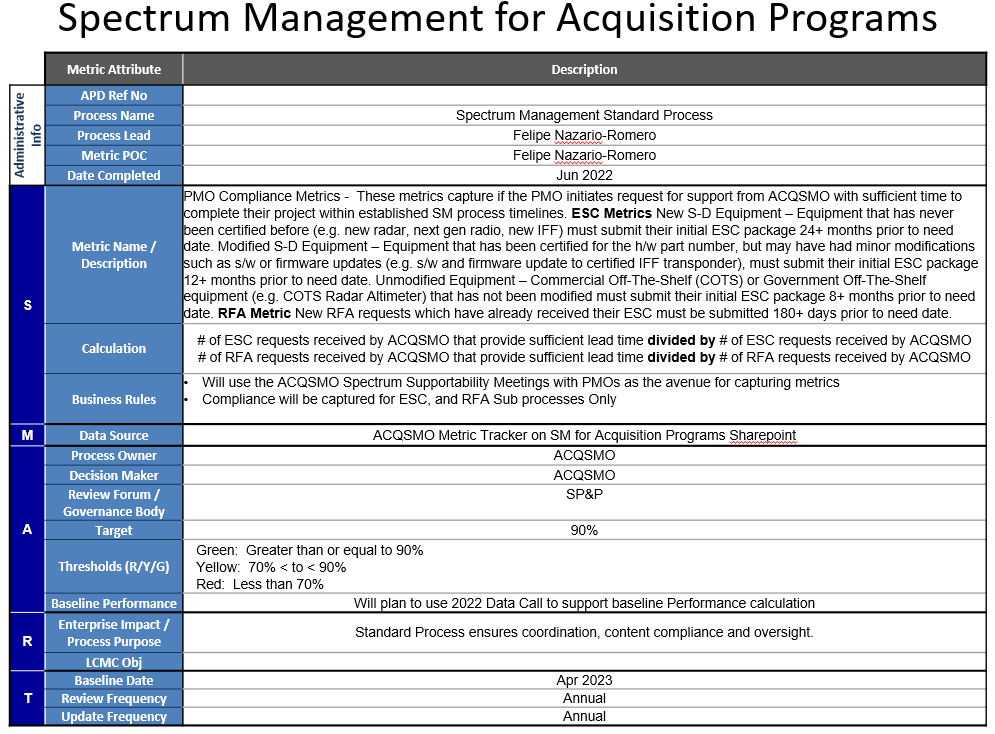 Spectrum Management for Acquisition Programs
Metric Attribute Description
Administrative Info
APD Ref No
Process Name Spectrum Management Standard Process
Process Lead Felipe Nazario-Romero
Metric POC Felipe Nazario-Romero
Date Completed Jun 2022
S
Metric Name / Description
PMO Compliance Metrics - These metrics capture if the PMO initiates request for support from ACQSMO with sufficient time to
complete their project within established SM process timelines. ESC Metrics New S-D Equipment – Equipment that has never
been certified before (e.g. new radar, next gen radio, new IFF) must submit their initial ESC package 24+ months prior to need
date. Modified S-D Equipment – Equipment that has been certified for the h/w part number, but may have had minor modifications
such as s/w or firmware updates (e.g. s/w and firmware update to certified IFF transponder), must submit their initial ESC package
12+ months prior to need date. Unmodified Equipment – Commercial Off-The-Shelf (COTS) or Government Off-The-Shelf
equipment (e.g. COTS Radar Altimeter) that has not been modified must submit their initial ESC package 8+ months prior to need
date. RFA Metric New RFA requests which have already received their ESC must be submitted 180+ days prior to need date.
Calculation
# of ESC requests received by ACQSMO that provide sufficient lead time divided by # of ESC requests received by ACQSMO
# of RFA requests received by ACQSMO that provide sufficient lead time divided by # of RFA requests received by ACQSMO
Business Rules
• Will use the ACQSMO Spectrum Supportability Meetings with PMOs as the avenue for capturing metrics
• Compliance will be captured for ESC, and RFA Sub processes Only
M
Data Source ACQSMO Metric Tracker on SM for Acquisition Programs Sharepoint
A
Process Owner ACQSMO
Decision Maker ACQSMO
Review Forum / Governance Body SP&P
Target 90%
Thresholds (R/Y/G)
Green: Greater than or equal to 90%
Yellow: 70% < to < 90%
Red: Less than 70%
Baseline Performance Will plan to use 2022 Data Call to support baseline Performance calculation
R
Enterprise Impact / Process Purpose Standard Process ensures coordination, content compliance and oversight.
LCMC Obj
T
Baseline Date Apr 2023
Review Frequency Annual
Update Frequency Annual